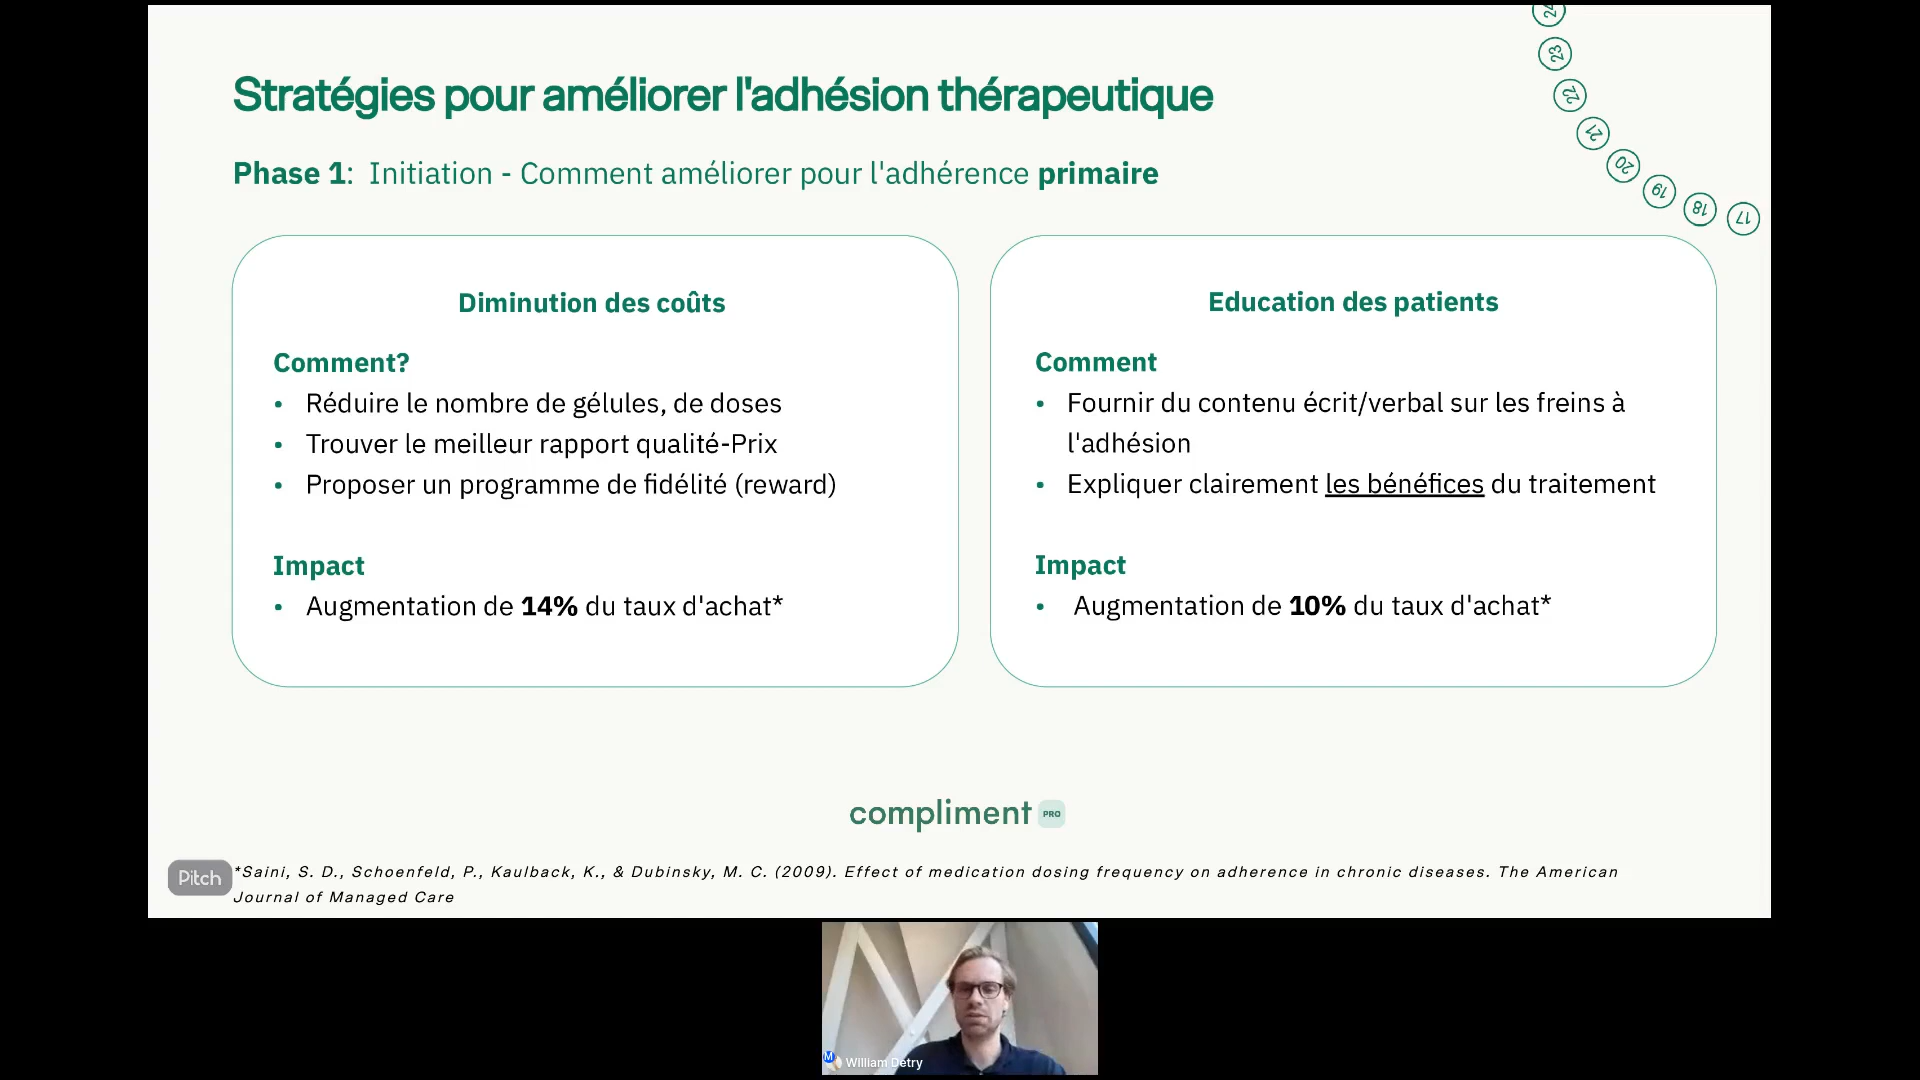 24
23
22
21
20
19
18
17
Stratégies pour améliorer l'adhésion thérapeutique
Phase 1: Initiation - Comment améliorer pour l'adhérence primaire
Diminution des coûts
Comment?
• Réduire le nombre de gélules, de doses
• Trouver le meilleur rapport qualité-Prix
• Proposer un programme de fidélité (reward)
Impact
• Augmentation de 14% du taux d'achat*
Education des patients
Comment
• Fournir du contenu écrit/verbal sur les freins à
l'adhésion
• Expliquer clairement les bénéfices du traitement
Impact
• Augmentation de 10% du taux d'achat*
compliment PRO
Pitch
*Saini, S. D., Schoenfeld, P., Kaulback, K., & Dubinsky, M. C. (2009). Effect of medication dosing frequency on adherence in chronic diseases. The American
Journal of Managed Care
M William Detry